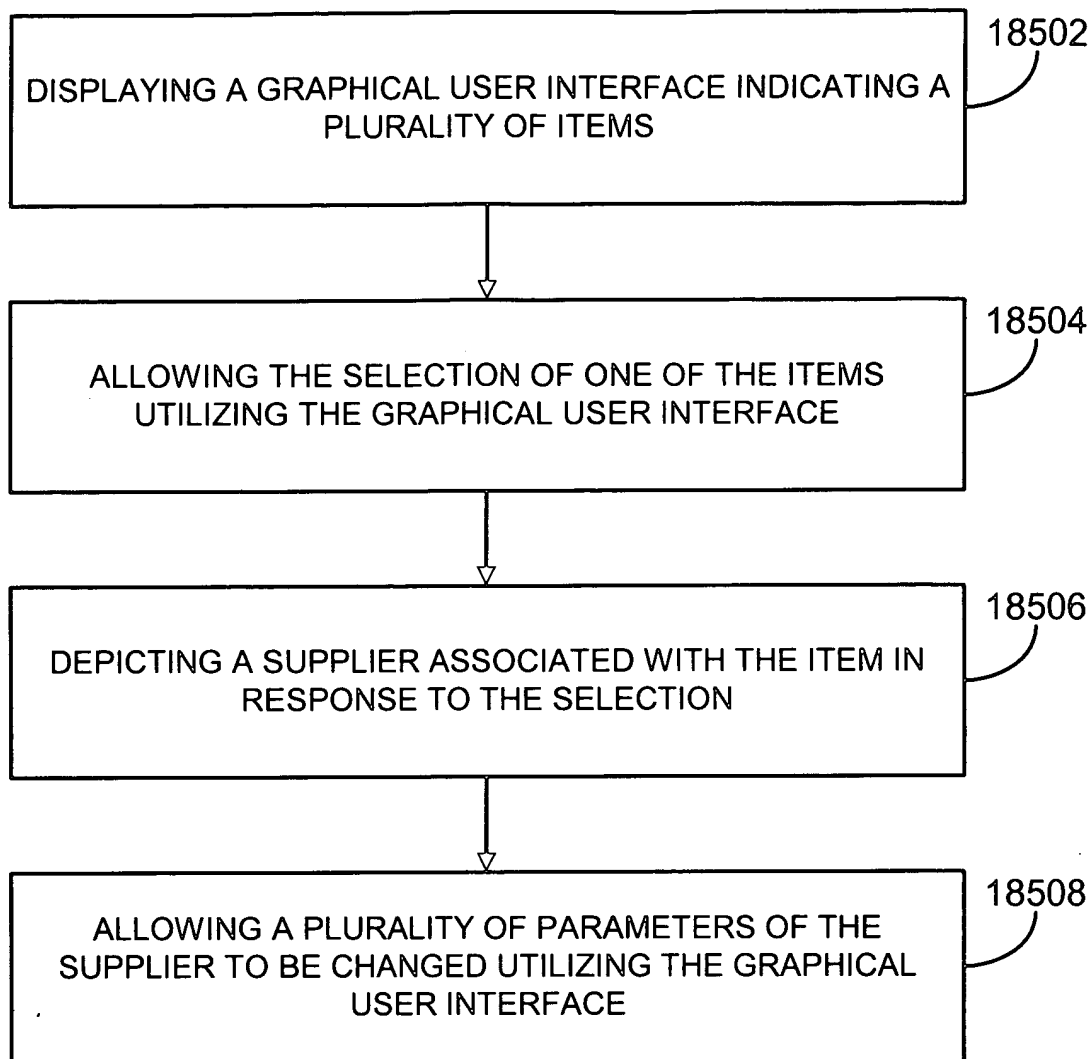 18502
DISPLAYING A GRAPHICAL USER INTERFACE INDICATING A
PLURALITY OF ITEMS
18504
ALLOWING THE SELECTION OF ONE OF THE ITEMS
UTILIZING THE GRAPHICAL USER INTERFACE
18506
DEPICTING A SUPPLIER ASSOCIATED WITH THE ITEM IN
RESPONSE TO THE SELECTION
18508
ALLOWING A PLURALITY OF PARAMETERS OF THE
SUPPLIER TO BE CHANGED UTILIZING THE GRAPHICAL
USER INTERFACE